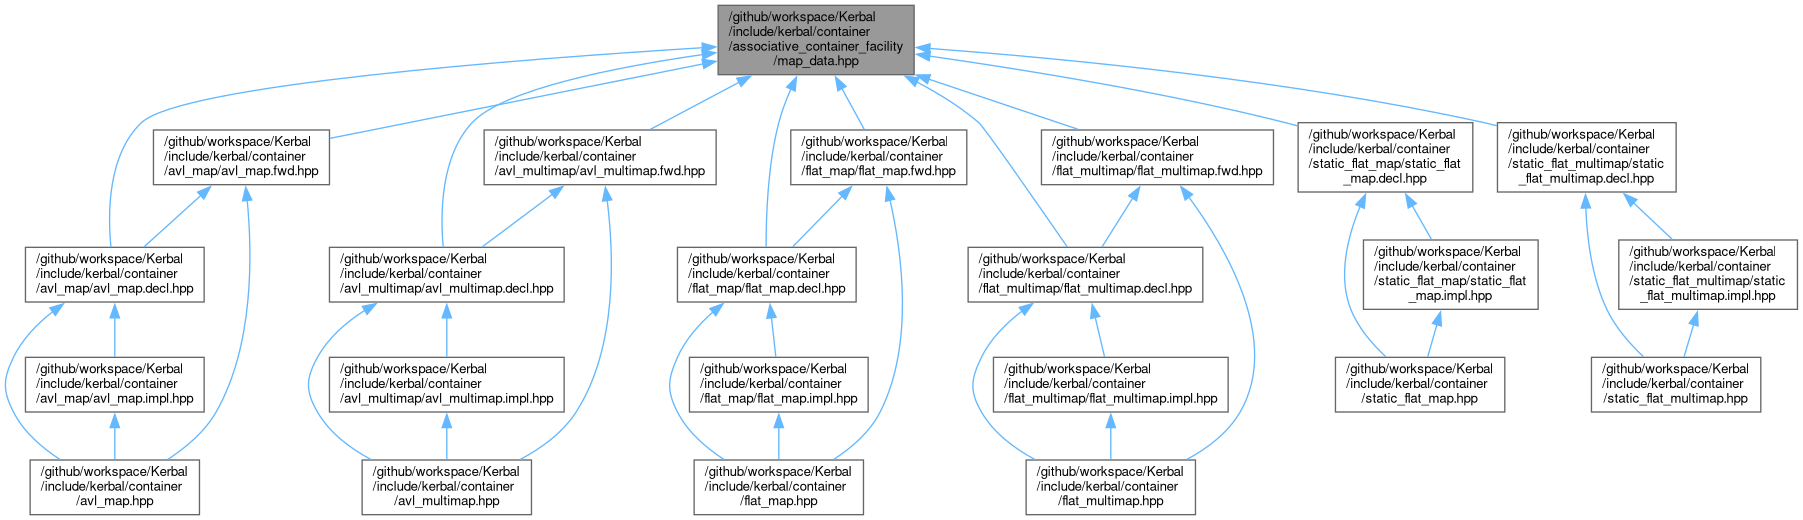 /github/workspace/Kerbal
/include/kerbal/container
/associative_container_facility
/map_data.hpp
/github/workspace/Kerbal
/include/kerbal/container
/avl_map/avl_map.fwd.hpp
/github/workspace/Kerbal
/include/kerbal/container
/avl_multimap/avl_multimap.fwd.hpp
/github/workspace/Kerbal
/include/kerbal/container
/flat_map/flat_map.fwd.hpp
/github/workspace/Kerbal
/include/kerbal/container
/flat_multimap/flat_multimap.fwd.hpp
/github/workspace/Kerbal
/include/kerbal/container
/static_flat_map/static_flat
_map.decl.hpp
/github/workspace/Kerbal
/include/kerbal/container
/static_flat_multimap/static
_flat_multimap.decl.hpp
/github/workspace/Kerbal
/include/kerbal/container
/avl_map/avl_map.decl.hpp
/github/workspace/Kerbal
/include/kerbal/container
/avl_multimap/avl_multimap.decl.hpp
/github/workspace/Kerbal
/include/kerbal/container
/flat_map/flat_map.decl.hpp
/github/workspace/Kerbal
/include/kerbal/container
/flat_multimap/flat_multimap.decl.hpp
/github/workspace/Kerbal
/include/kerbal/container
/static_flat_map/static_flat
_map.impl.hpp
/github/workspace/Kerbal
/include/kerbal/container
/static_flat_multimap/static
_flat_multimap.impl.hpp
/github/workspace/Kerbal
/include/kerbal/container
/avl_map/avl_map.impl.hpp
/github/workspace/Kerbal
/include/kerbal/container
/avl_multimap/avl_multimap.impl.hpp
/github/workspace/Kerbal
/include/kerbal/container
/flat_map/flat_map.impl.hpp
/github/workspace/Kerbal
/include/kerbal/container
/flat_multimap/flat_multimap.impl.hpp
/github/workspace/Kerbal
/include/kerbal/container
/static_flat_map.hpp
/github/workspace/Kerbal
/include/kerbal/container
/static_flat_multimap.hpp
/github/workspace/Kerbal
/include/kerbal/container
/avl_map.hpp
/github/workspace/Kerbal
/include/kerbal/container
/avl_multimap.hpp
/github/workspace/Kerbal
/include/kerbal/container
/flat_map.hpp
/github/workspace/Kerbal
/include/kerbal/container
/flat_multimap.hpp